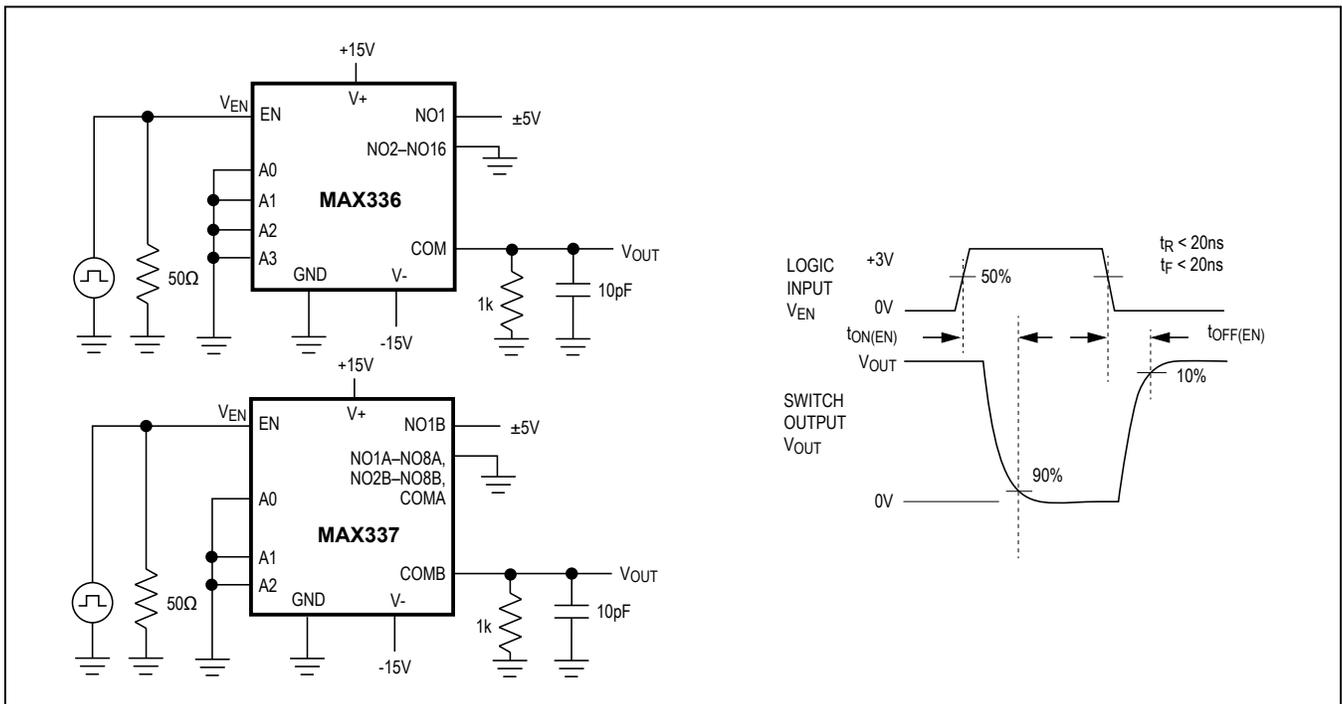 +15V
V+
VEN
EN
NO1
±5V
NO2–NO16
A0
A1
MAX336
A2
A3
COM
VOUT
GND
V-
50Ω
1k
10pF
-15V
+15V
V+
VEN
EN
NO1B
±5V
NO1A–NO8A,
NO2B–NO8B,
COMA
A0
MAX337
A1
A2
COMB
VOUT
GND
V-
50Ω
1k
10pF
-15V
LOGIC
INPUT
VEN
+3V
50%
0V
tR < 20ns
tF < 20ns
tON(EN)
tOFF(EN)
VOUT
10%
SWITCH
OUTPUT
VOUT
90%
0V